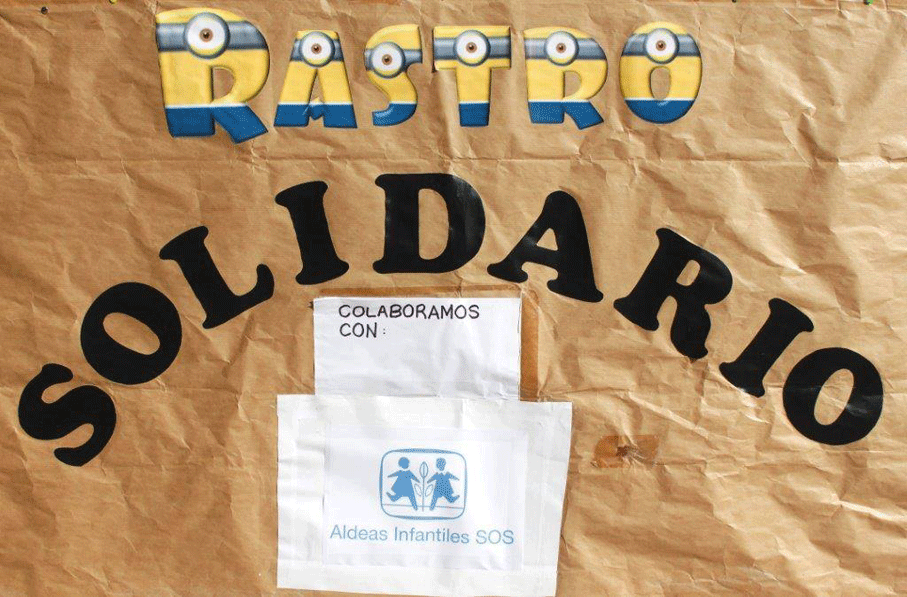 RASTRO
SOLIDARIO
COLABORAMOS
CON:
Aldeas Infantiles SOS